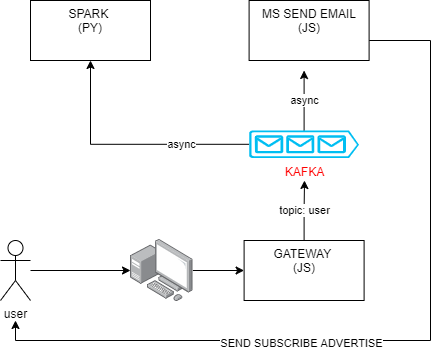 SPARK
(PY)
MS SEND EMAIL
(JS)
async
async
KAFKA
topic: user
GATEWAY
(JS)
user
SEND SUBSCRIBE ADVERTISE